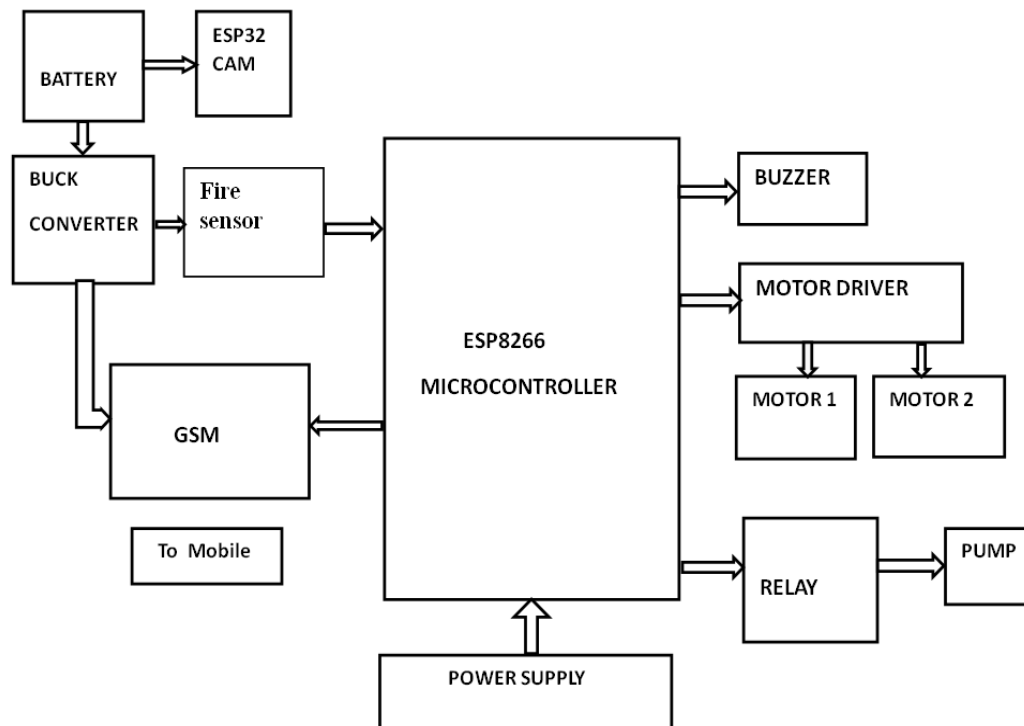 BATTERY
ESP32
CAM
BUCK
CONVERTER
Fire
sensor
GSM
To Mobile
ESP8266
MICROCONTROLLER
POWER SUPPLY
BUZZER
MOTOR DRIVER
MOTOR 1
MOTOR 2
RELAY
PUMP